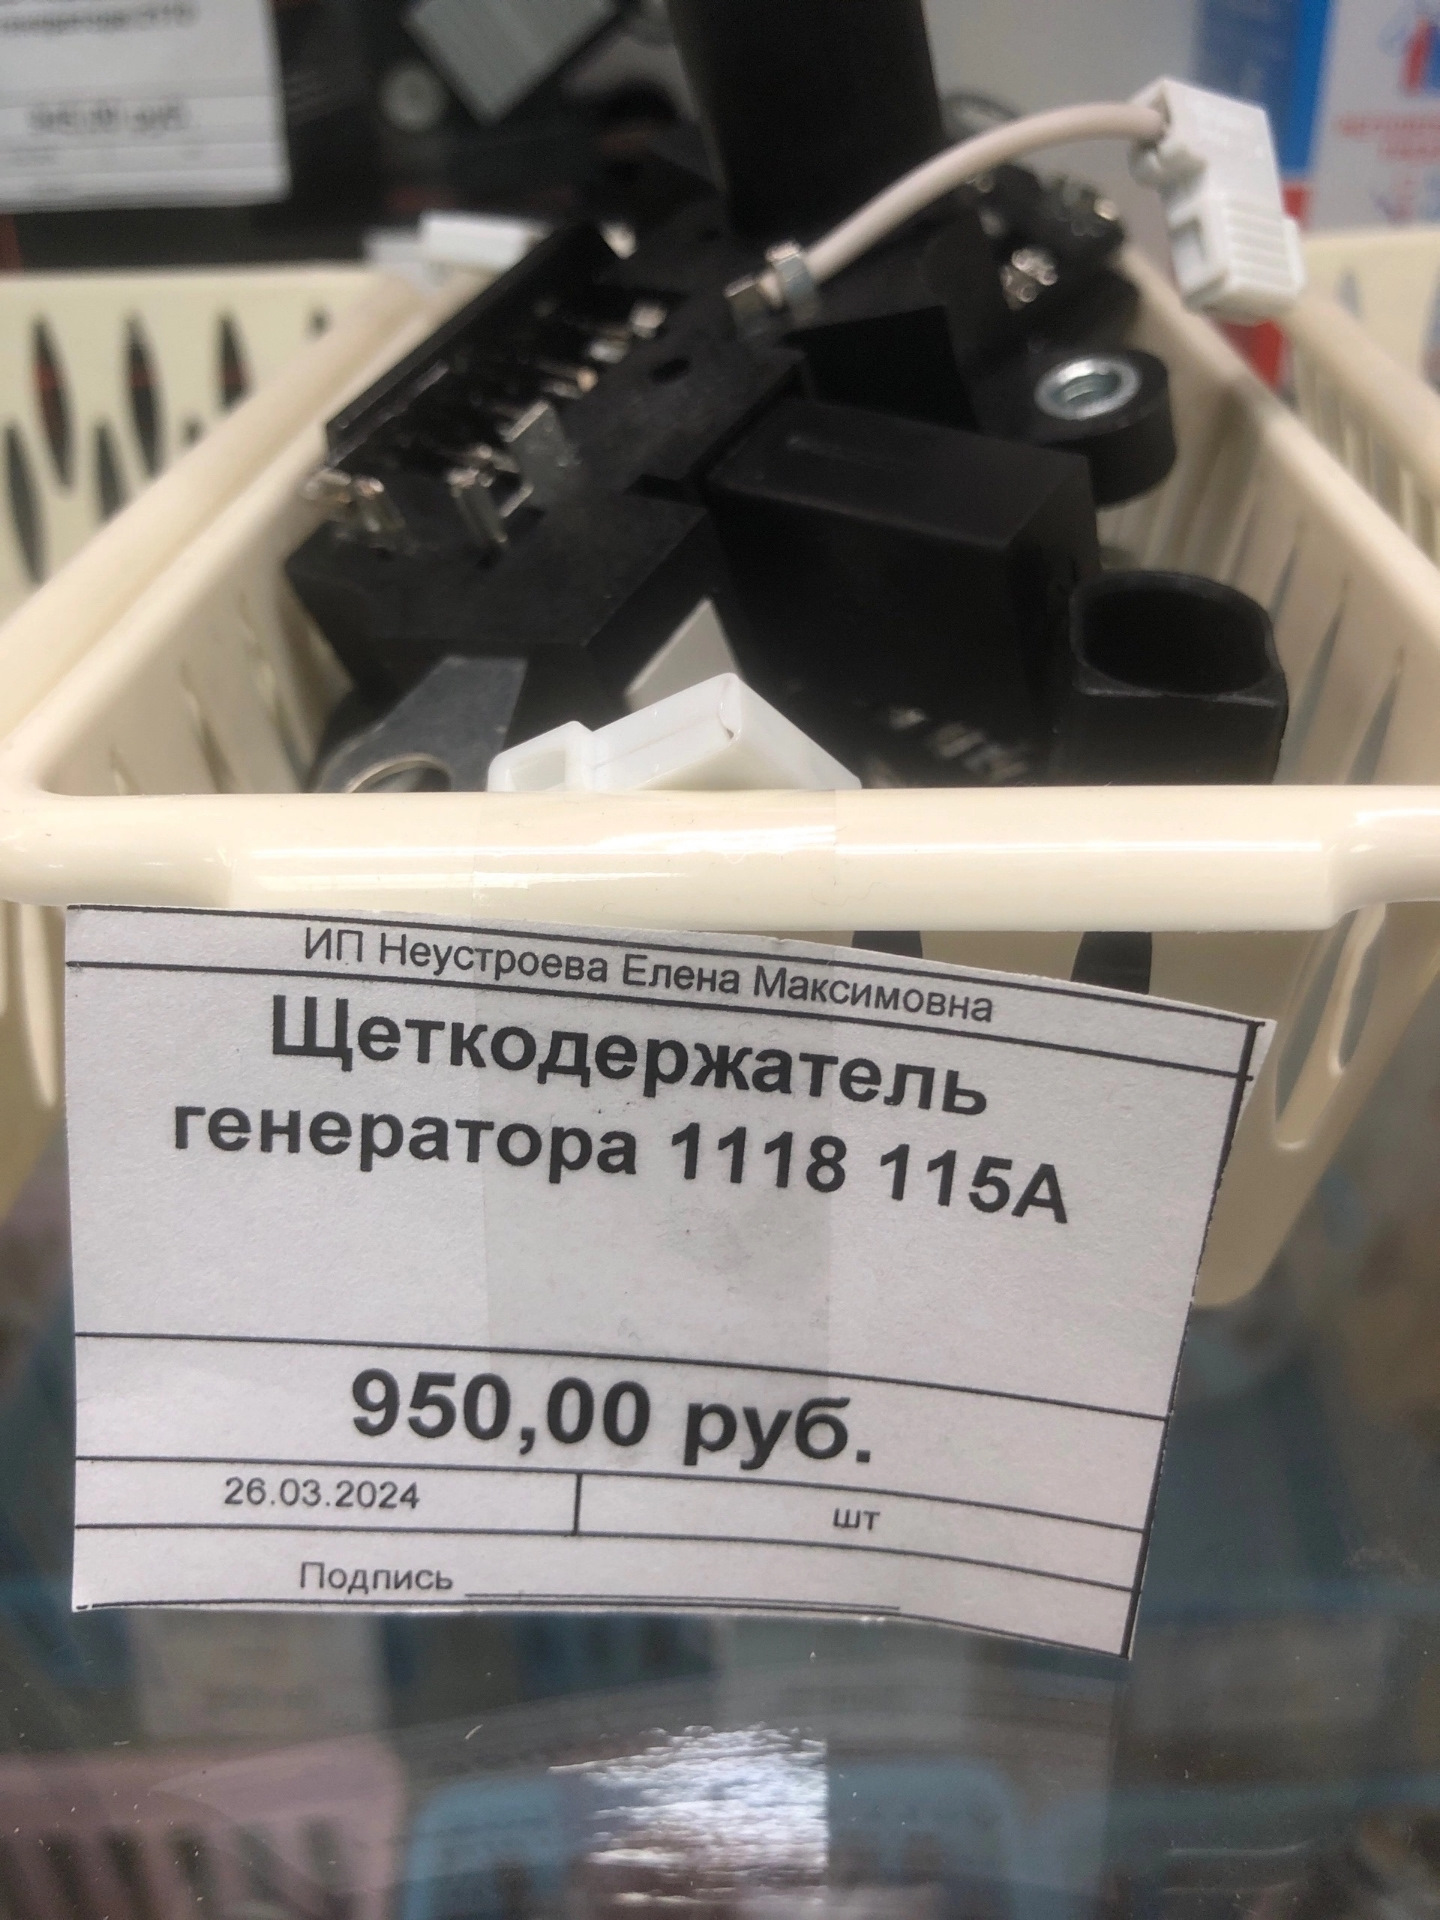 ИП Неустроева Елена Максимовна
Щеткодержатель
генератора 1118 115А
950,00 руб.
26.03.2024
шт
Подпись